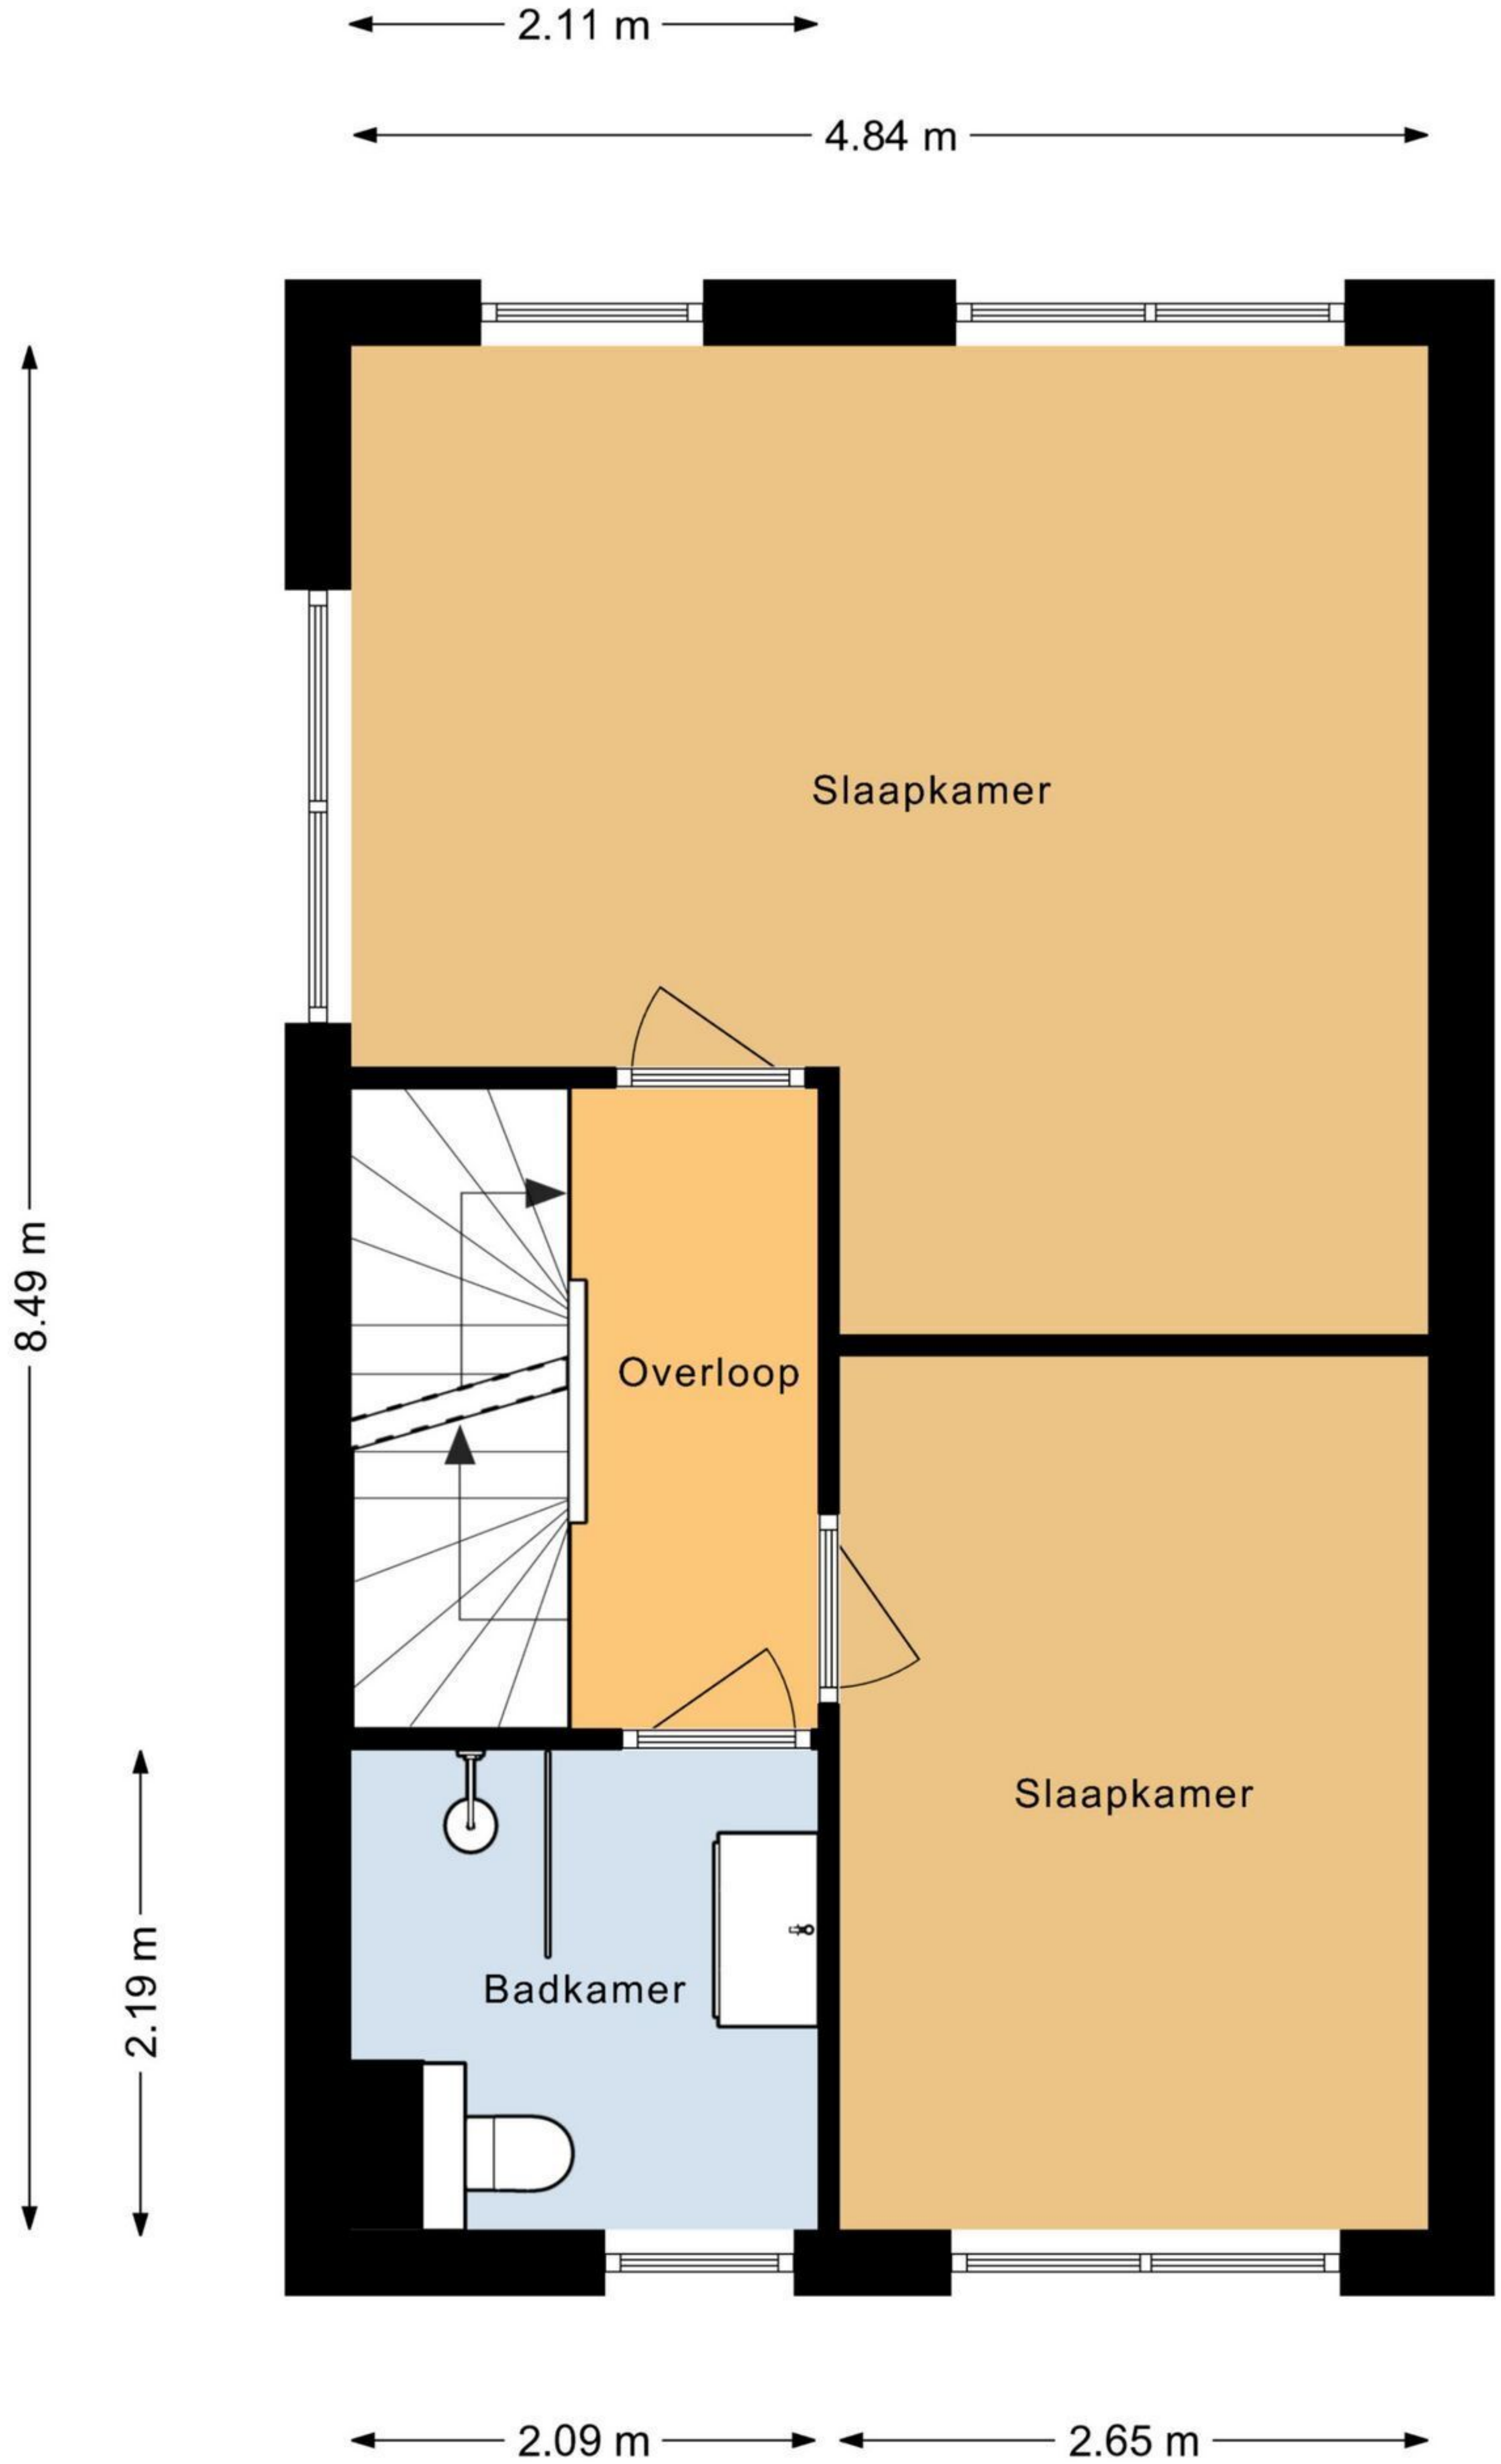 2.11 m
4.84 m
Slaapkamer
8.49 m
Overloop
Slaapkamer
2.19 m
Badkamer
2.09 m
2.65 m